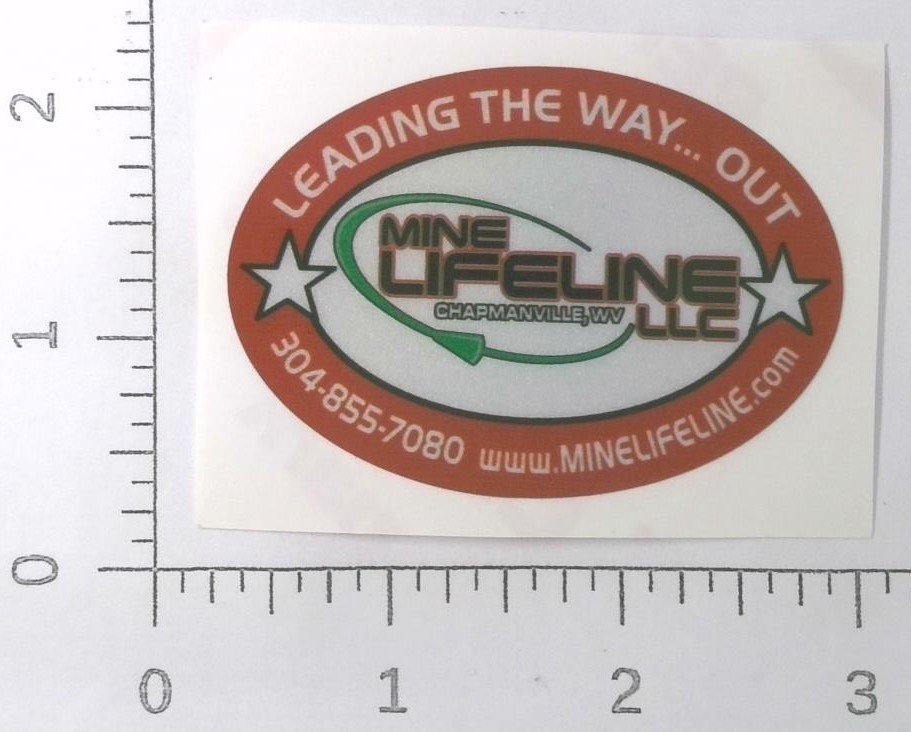 LEADING THE WAY... OUT
MINE
LIFELINE
CHAPMANVILLE, WV
LLC
304-855-7080 www.MINELIFELINE.com
2
1
0
0 1 2 3